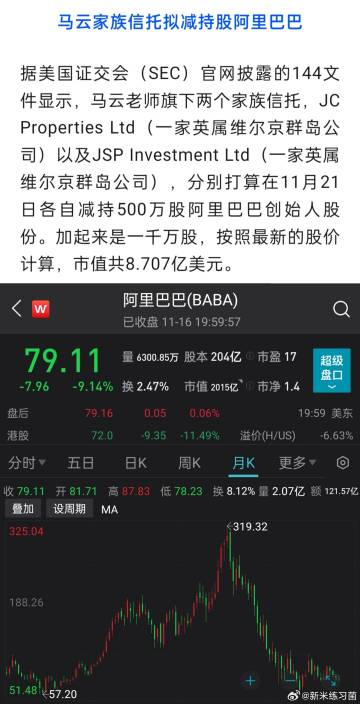 马云家族信托拟减持股阿里巴巴
据美国证交会（SEC）官网披露的144文
件显示，马云老师旗下两个家族信托，JC
Properties Ltd（一家英属维尔京群岛公
司）以及JSP Investment Ltd（一家英属
维尔京群岛公司），分别打算在11月21
日各自减持500万股阿里巴巴创始人股
份。加起来是一千万股，按照最新的股价
计算，市值共8.707亿美元。
W 阿里巴巴(BABA)
已收盘 11-16 19:59:57
79.11 量 6300.85万 股本 204亿 市盈 17 超级
-7.96 -9.14% 换 2.47% 市值 2015亿 市净 1.4 盘口
盘后 79.16 0.05 0.06% 19:59 美东
港股 72.0 -9.35 -11.49% 溢价(H/US) -6.63%
分时 五日 日K 周K 月K 更多
收 79.11 开 81.71 高 87.83 低 78.23 换 8.12% 量 2.07亿 额 121.57亿
叠加 设周期 MA
325.04 319.32
188.26
51.48 57.20
@新米练习菌